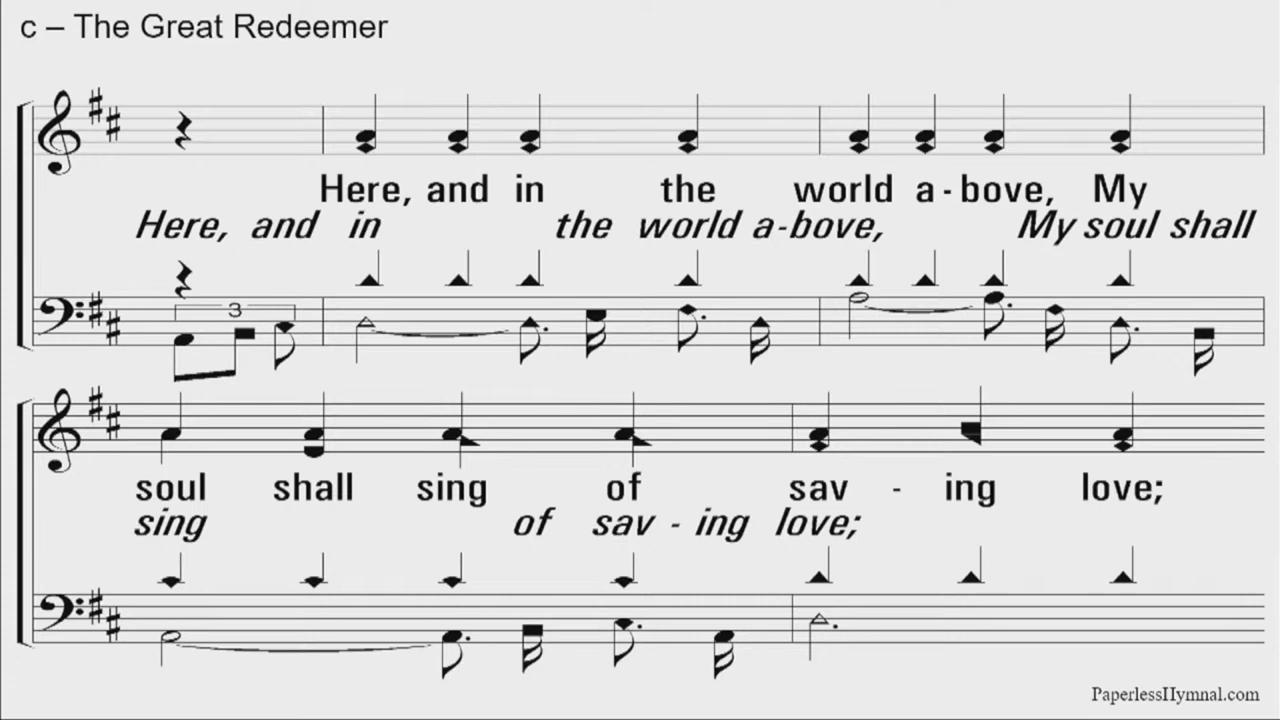 c – The Great Redeemer
Here, and in the world a - bove, My
Here, and in the world a-bove, My soul shall
3
soul shall sing of sav - ing love;
sing of sav - ing love;
PaperlessHymnal.com